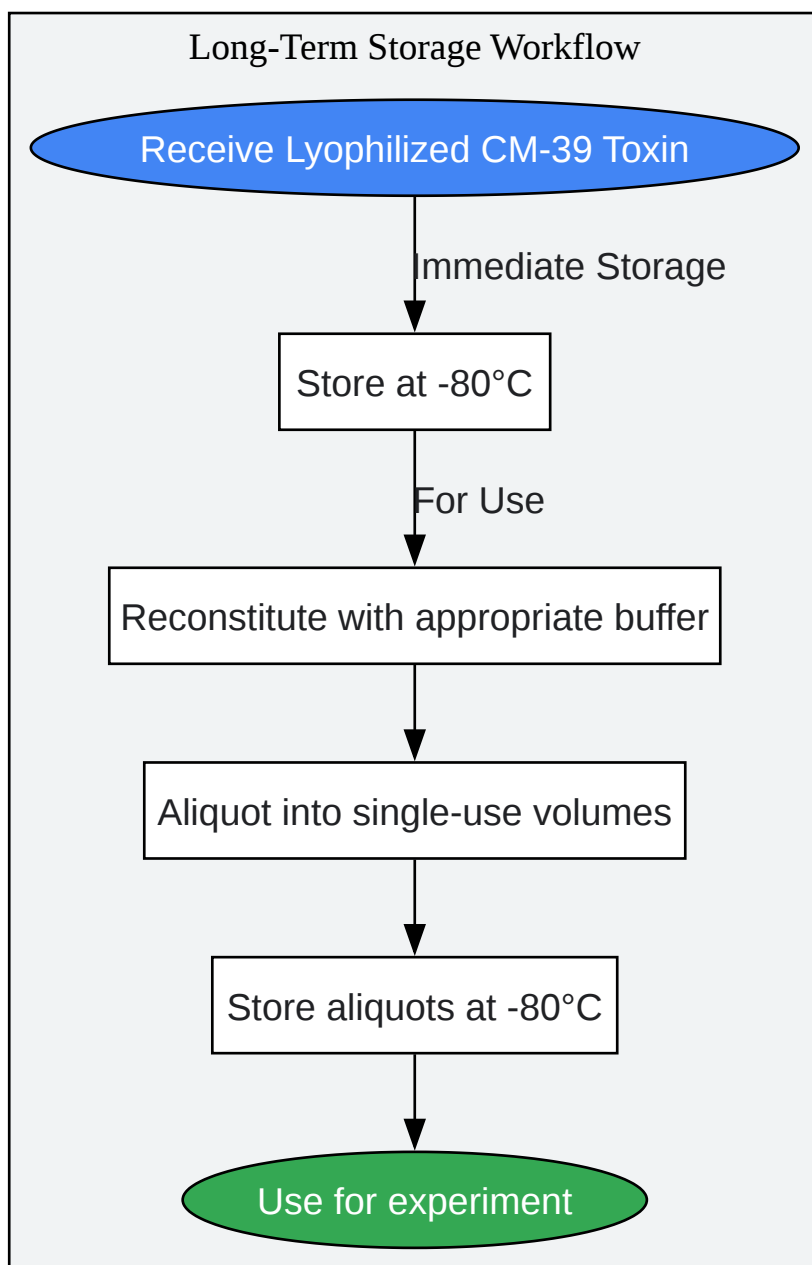 Long-Term Storage Workflow
Receive Lyophilized CM-39 Toxin
Immediate Storage
Store at -80°C
For Use
Reconstitute with appropriate buffer
Aliquot into single-use volumes
Store aliquots at -80°C
Use for experiment